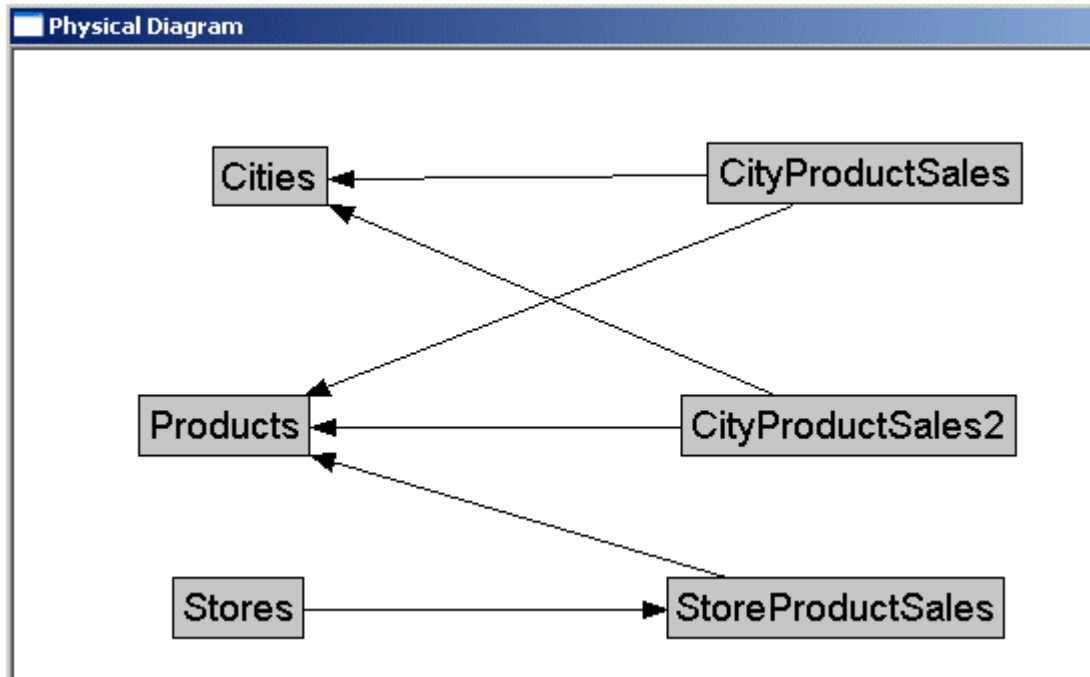 Physical Diagram
Cities
CityProductSales
Products
CityProductSales2
Stores
StoreProductSales